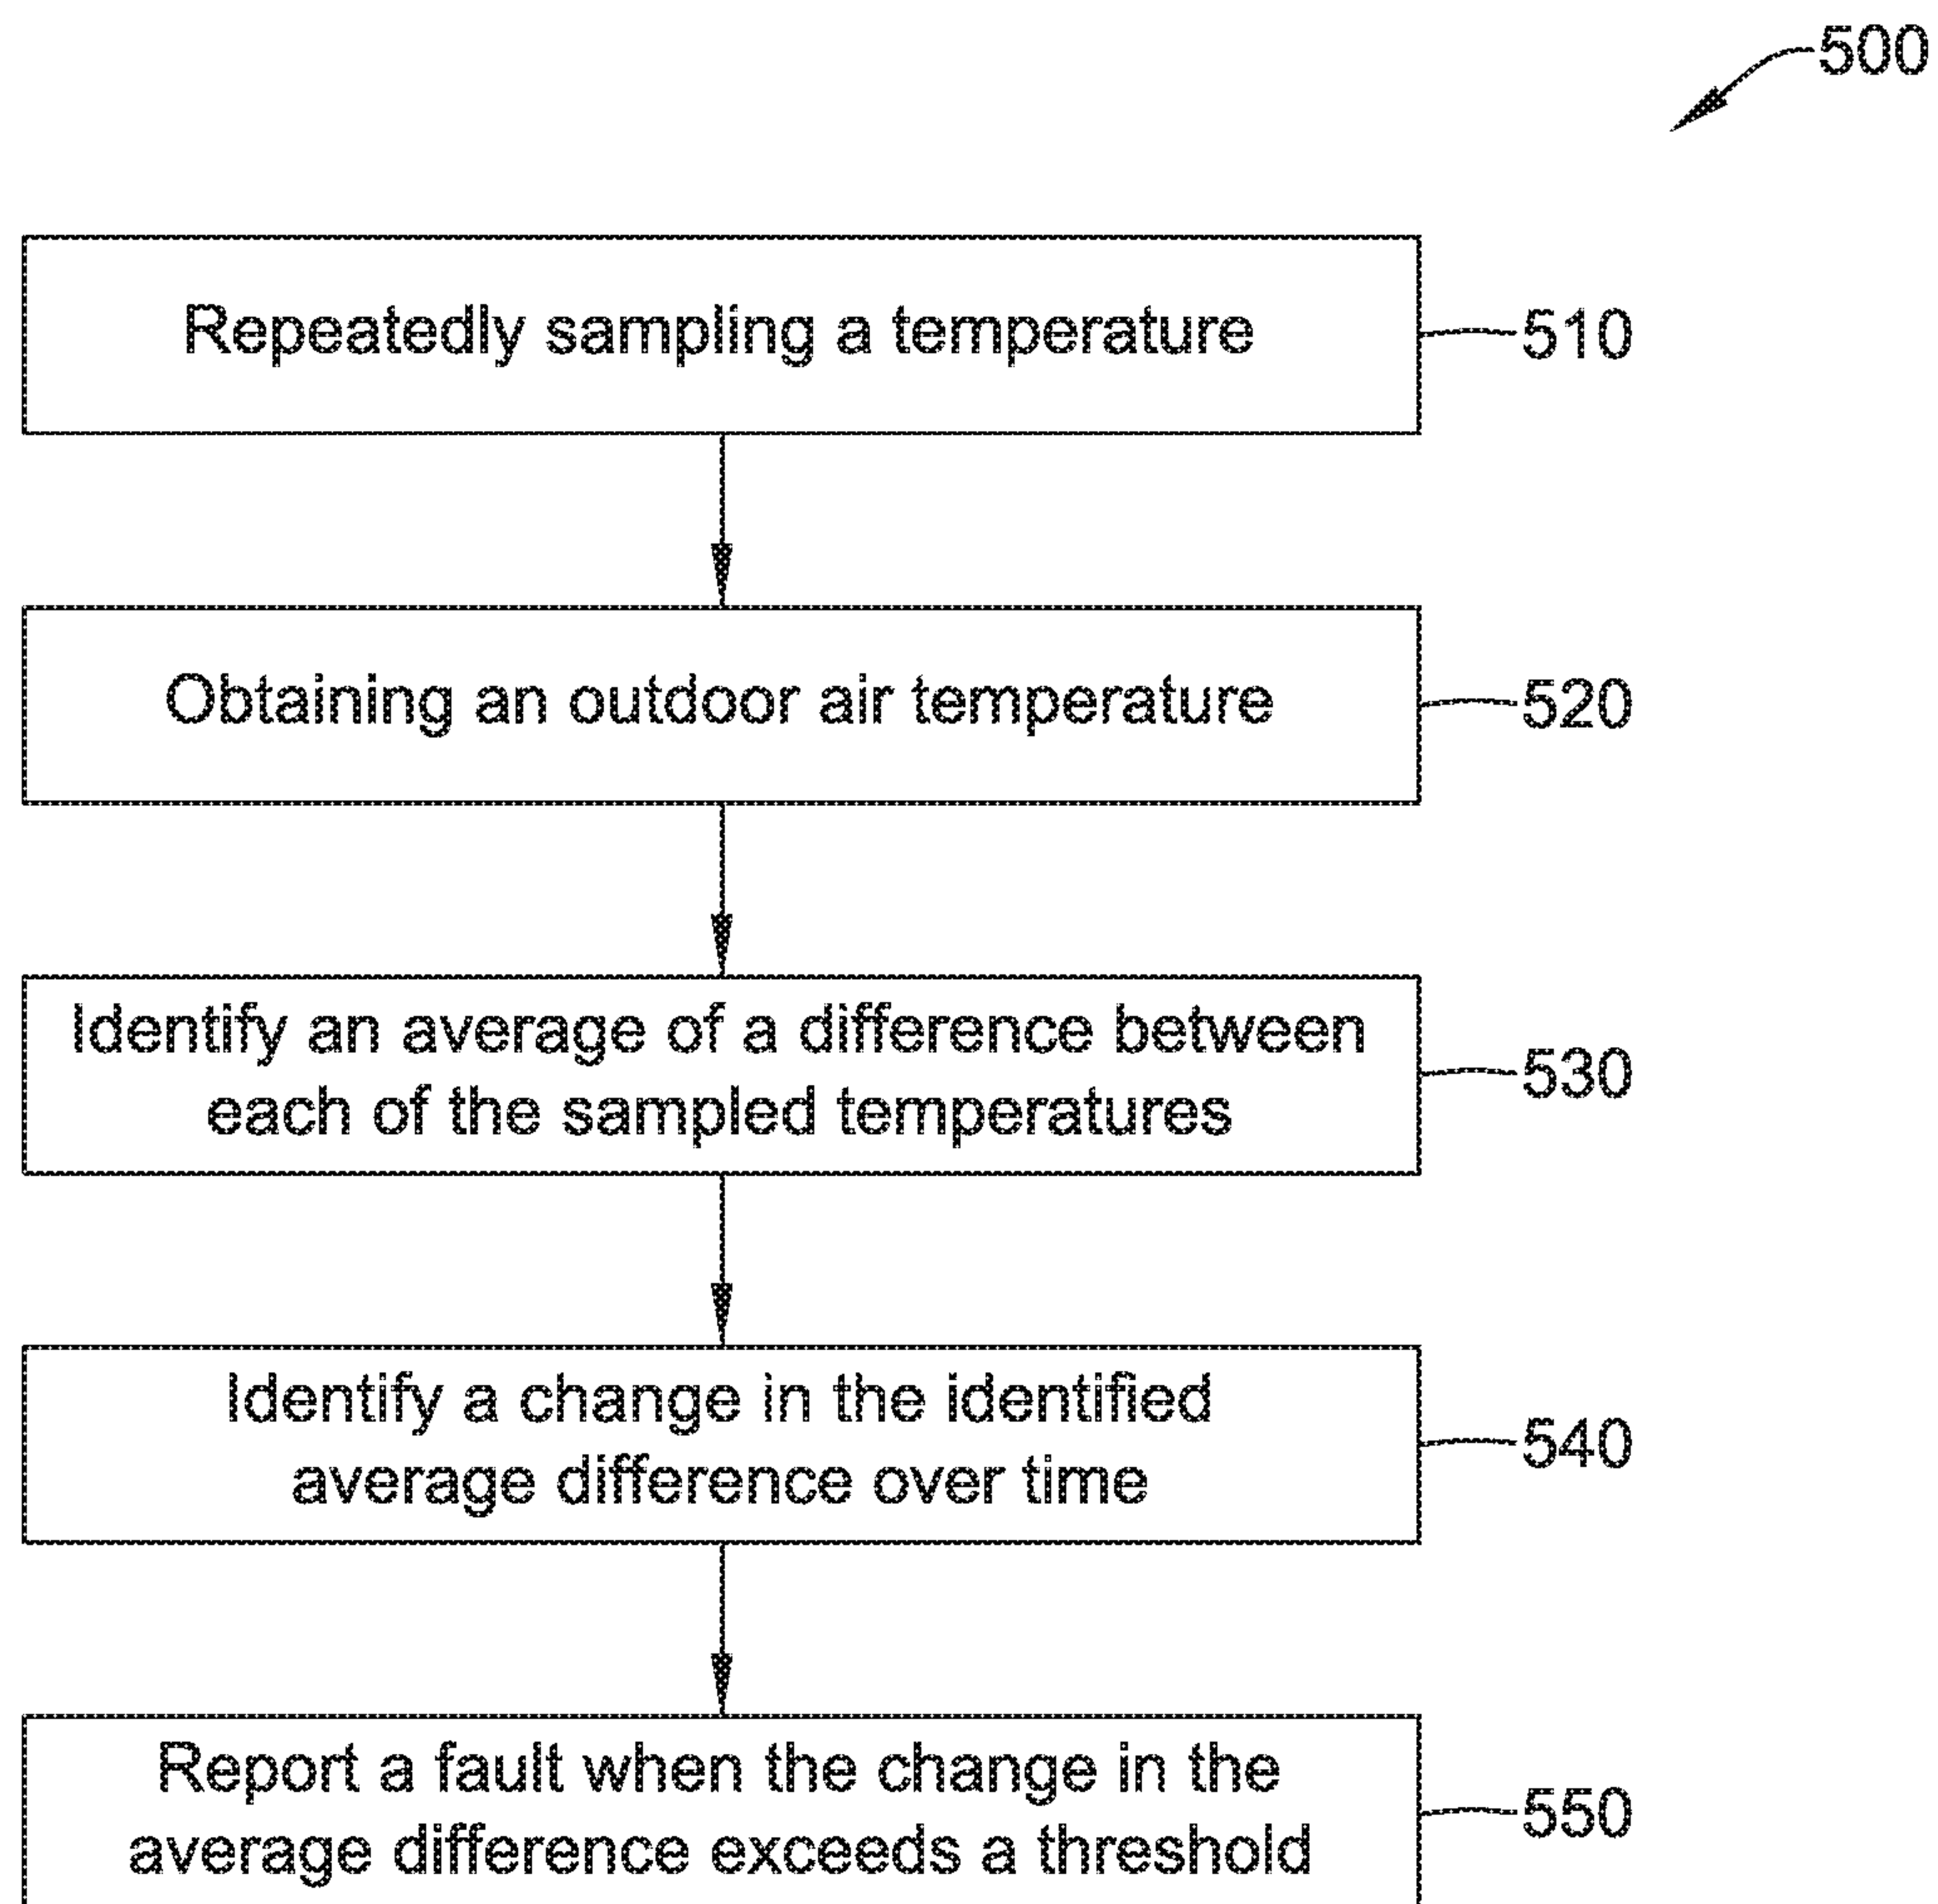 500
Repeatedly sampling a temperature
510
Obtaining an outdoor air temperature
520
Identify an average of a difference between
each of the sampled temperatures
530
Identify a change in the identified
average difference over time
540
Report a fault when the change in the
average difference exceeds a threshold
550